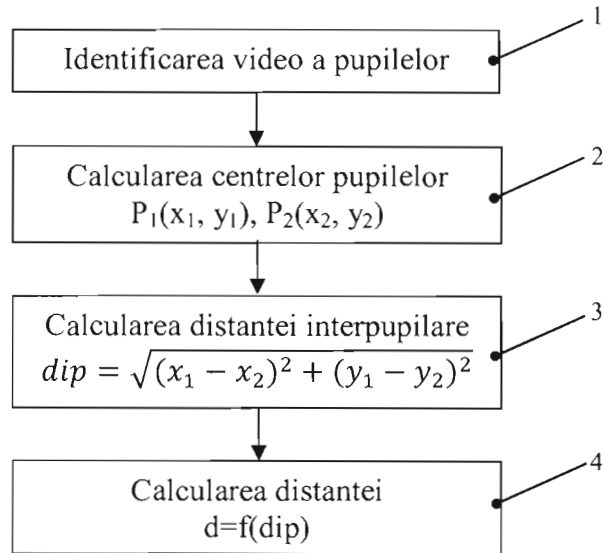 1
Identificarea video a pupilelor
2
Calcularea centrelor pupilelor
P₁(x₁, y₁), P₂(x₂, y₂)
3
Calcularea distantei interpupilare
dip = √((x₁ − x₂)² + (y₁ − y₂)²)
4
Calcularea distantei
d=f(dip)